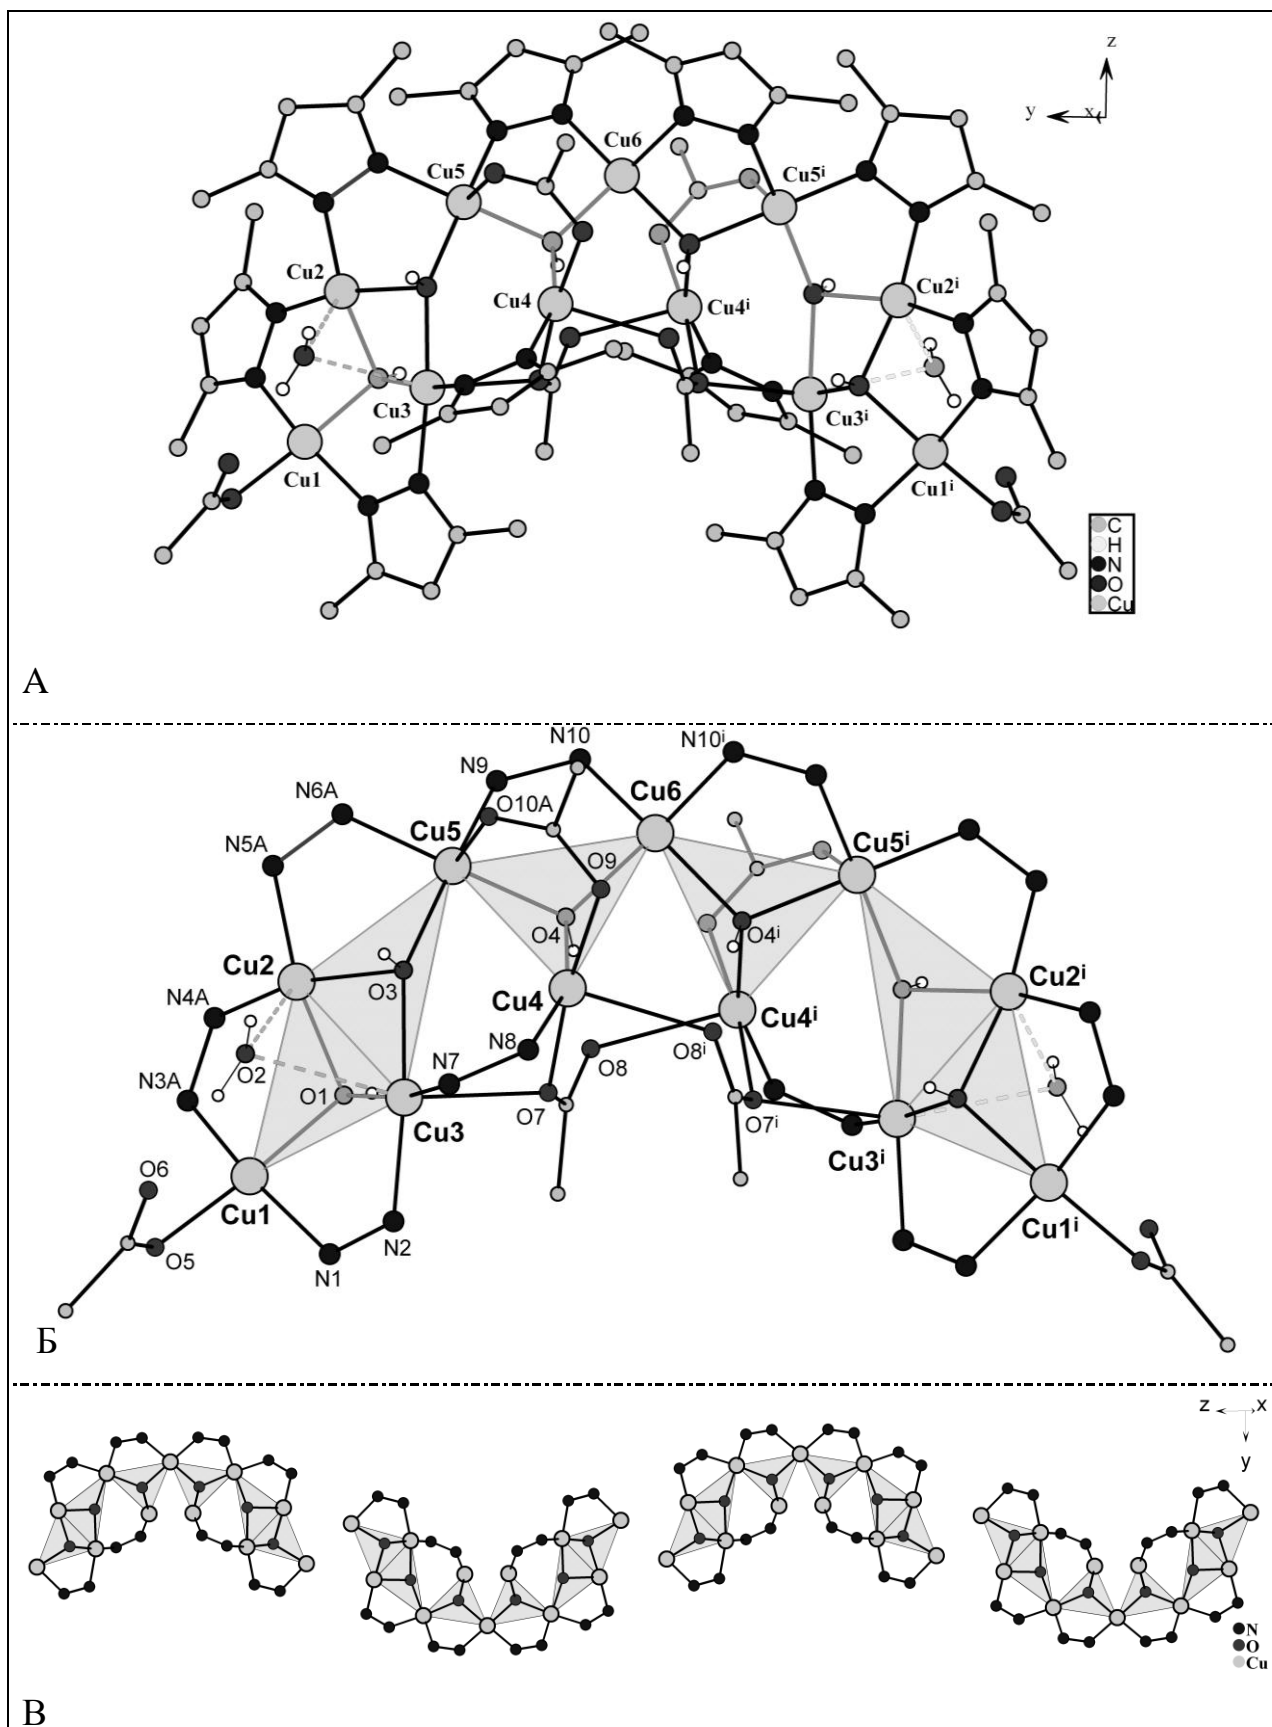 z
y
x
Cu6
Cu5
Cu5ⁱ
Cu2
Cu2ⁱ
Cu4
Cu4ⁱ
Cu3
Cu3ⁱ
Cu1
Cu1ⁱ
C
H
N
O
Cu
А
N10
N10ⁱ
N9
N6A
O10A
Cu6
Cu5
Cu5ⁱ
N5A
O9
O4
O4ⁱ
Cu2
Cu2ⁱ
O3
N4A
Cu4
Cu4ⁱ
N8
O8ⁱ
O2
N7
O8
N3A
O1
O7
O7ⁱ
Cu3
Cu3ⁱ
O6
Cu1
Cu1ⁱ
O5
N2
N1
Б
z
x
y
N
O
Cu
В